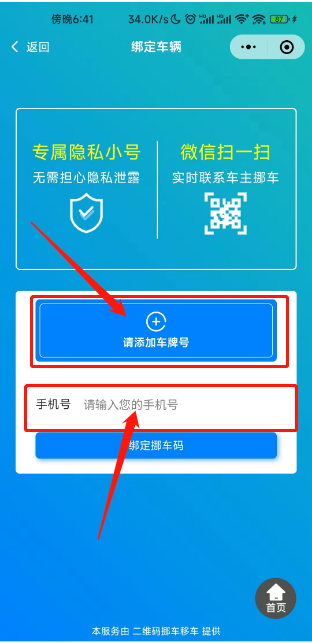 傍晚6:41 34.0K/s 87
返回 绑定车辆
专属隐私小号 微信扫一扫
无需担心隐私泄露 实时联系车主挪车
请添加车牌号
手机号 请输入您的手机号
绑定挪车码
首页
本服务由 二维码挪车移车 提供